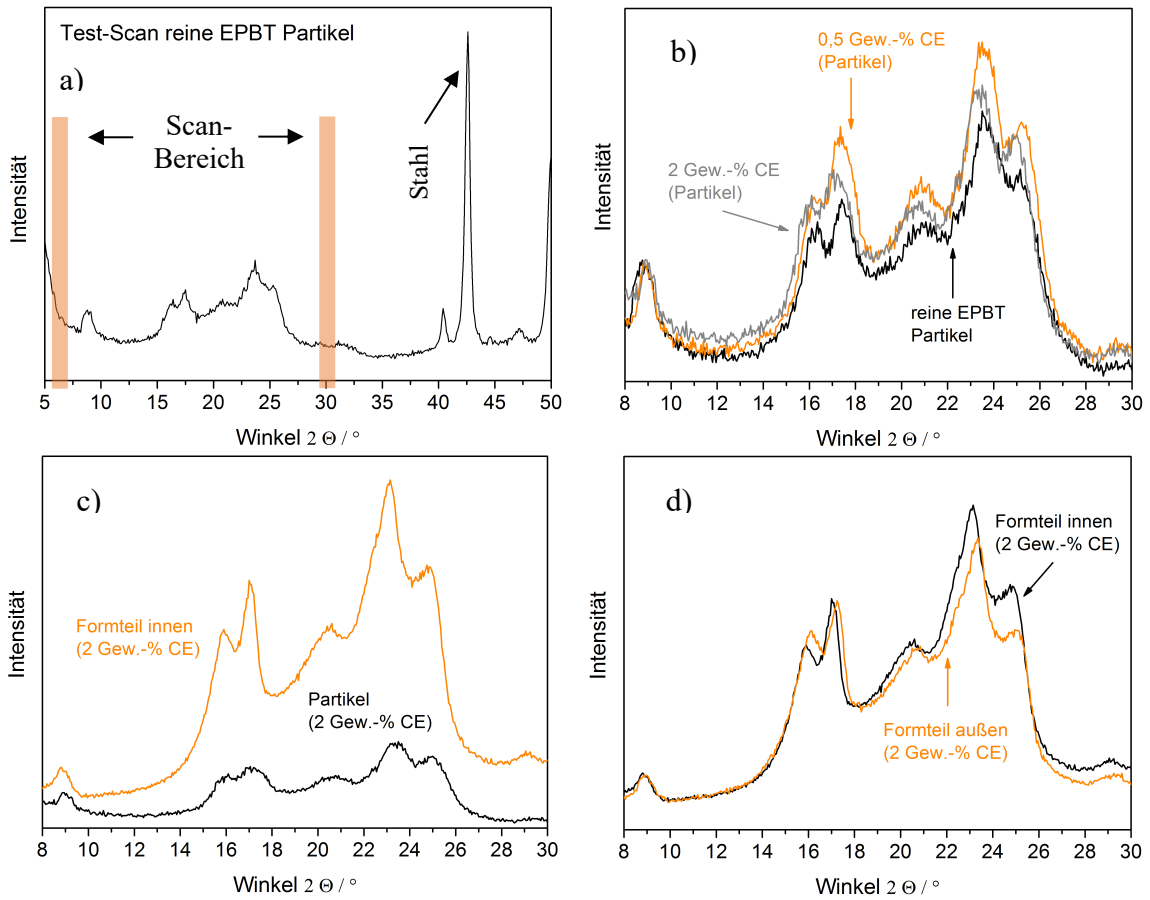 Test-Scan reine EPBT Partikel
a)
Scan-
Bereich
Stahl
Intensität
5 10 15 20 25 30 35 40 45 50
Winkel 2 Θ / °
b)
0,5 Gew.-% CE
(Partikel)
2 Gew.-% CE
(Partikel)
reine EPBT
Partikel
Intensität
8 10 12 14 16 18 20 22 24 26 28 30
Winkel 2 Θ / °
c)
Formteil innen
(2 Gew.-% CE)
Partikel
(2 Gew.-% CE)
Intensität
8 10 12 14 16 18 20 22 24 26 28 30
Winkel 2 Θ / °
d)
Formteil innen
(2 Gew.-% CE)
Formteil außen
(2 Gew.-% CE)
Intensität
8 10 12 14 16 18 20 22 24 26 28 30
Winkel 2 Θ / °